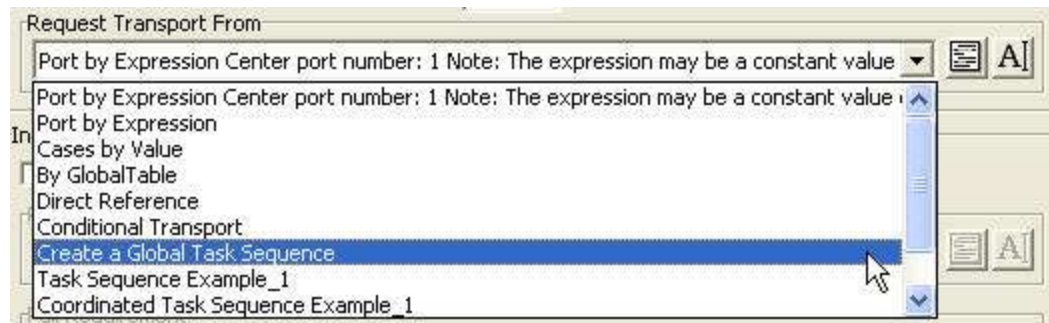 Request Transport From
Port by Expression Center port number: 1 Note: The expression may be a constant value
A
Port by Expression Center port number: 1 Note: The expression may be a constant value
In
Port by Expression
Cases by Value
By GlobalTable
Direct Reference
Conditional Transport
Create a Global Task Sequence
A
Task Sequence Example_1
Coordinated Task Sequence Example_1